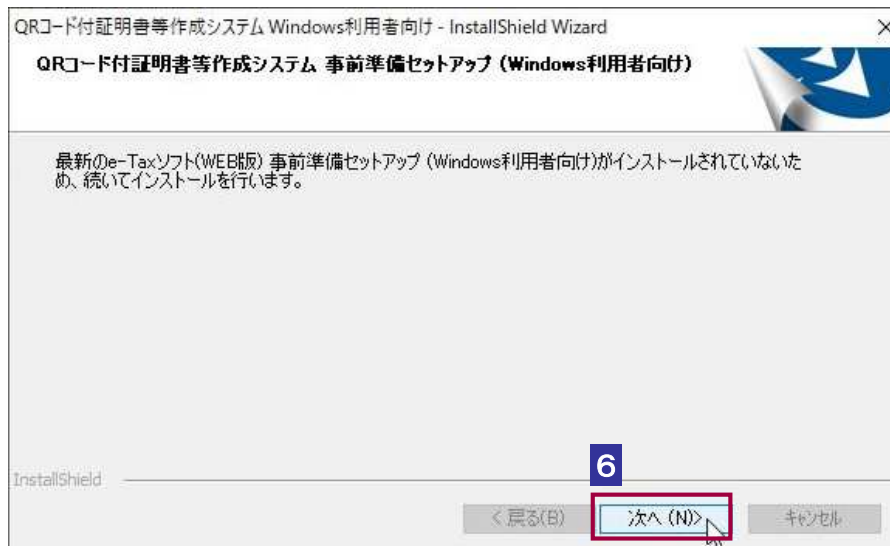 QRコード付証明書等作成システム Windows利用者向け - InstallShield Wizard
QRコード付証明書等作成システム 事前準備セットアップ (Windows利用者向け)
最新のe-Taxソフト(WEB版) 事前準備セットアップ (Windows利用者向け)がインストールされていないた
め、続いてインストールを行います。
6
InstallShield
< 戻る(B)
次へ (N)>
キャンセル